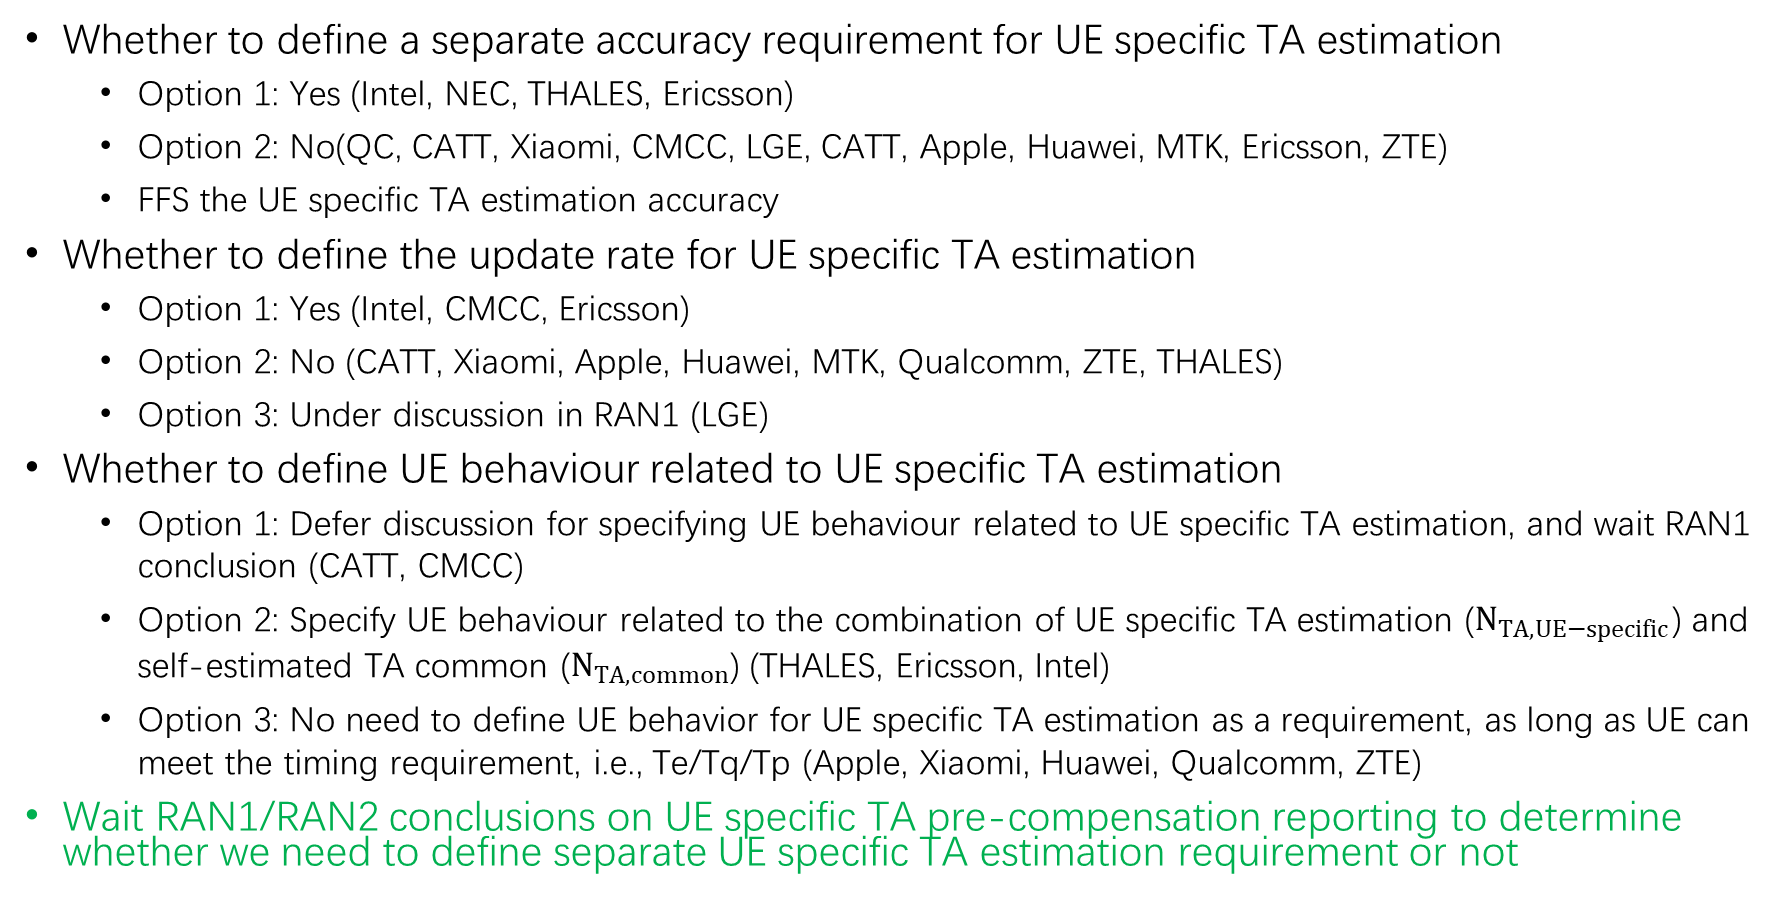 • Whether to define a separate accuracy requirement for UE specific TA estimation
• Option 1: Yes (Intel, NEC, THALES, Ericsson)
• Option 2: No(QC, CATT, Xiaomi, CMCC, LGE, CATT, Apple, Huawei, MTK, Ericsson, ZTE)
• FFS the UE specific TA estimation accuracy
• Whether to define the update rate for UE specific TA estimation
• Option 1: Yes (Intel, CMCC, Ericsson)
• Option 2: No (CATT, Xiaomi, Apple, Huawei, MTK, Qualcomm, ZTE, THALES)
• Option 3: Under discussion in RAN1 (LGE)
• Whether to define UE behaviour related to UE specific TA estimation
• Option 1: Defer discussion for specifying UE behaviour related to UE specific TA estimation, and wait RAN1
conclusion (CATT, CMCC)
• Option 2: Specify UE behaviour related to the combination of UE specific TA estimation (N_TA,UE−specific) and
self-estimated TA common (N_TA,common) (THALES, Ericsson, Intel)
• Option 3: No need to define UE behavior for UE specific TA estimation as a requirement, as long as UE can
meet the timing requirement, i.e., Te/Tq/Tp (Apple, Xiaomi, Huawei, Qualcomm, ZTE)
• Wait RAN1/RAN2 conclusions on UE specific TA pre-compensation reporting to determine
whether we need to define separate UE specific TA estimation requirement or not